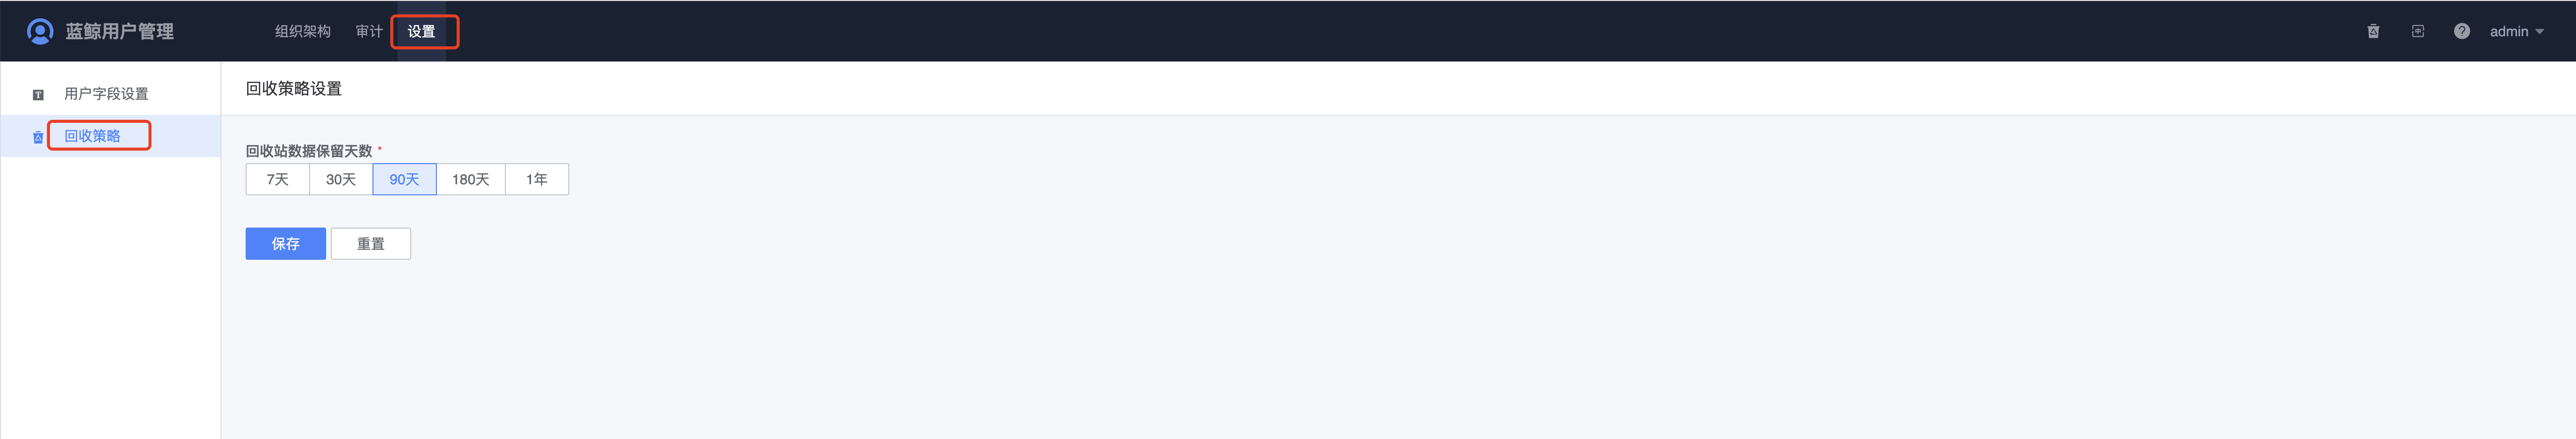 蓝鲸用户管理 组织架构 审计 设置 admin
用户字段设置
回收策略
回收策略设置
回收站数据保留天数 *
7天 30天 90天 180天 1年
保存 重置